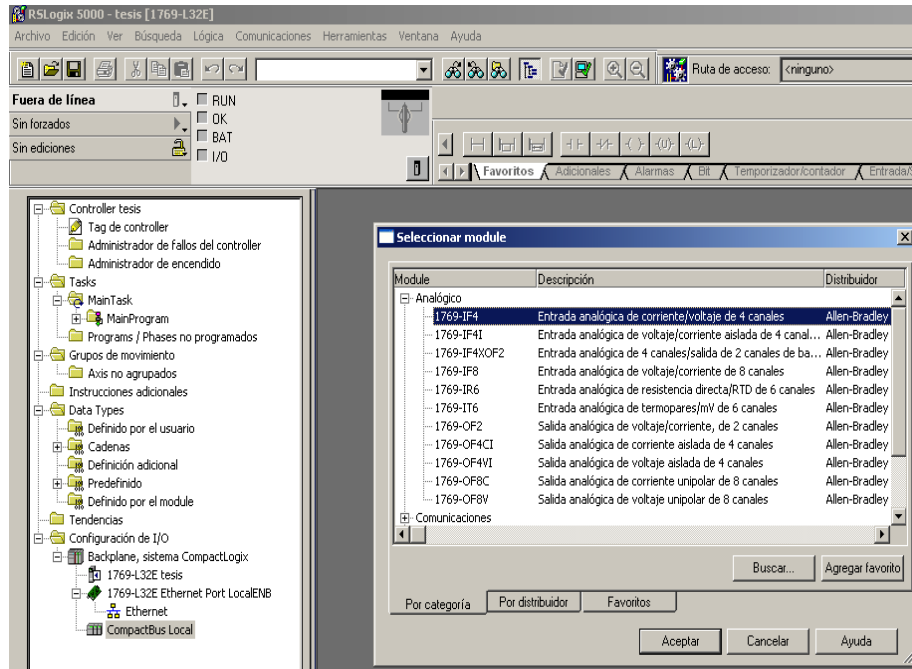 RSLogix 5000 - tesis [1769-L32E]
Archivo Edición Ver Búsqueda Lógica Comunicaciones Herramientas Ventana Ayuda
Ruta de acceso: <ninguno>
Fuera de línea
RUN
Sin forzados
OK
BAT
Sin ediciones
I/O
Favoritos Adicionales Alarmas Bit Temporizador/contador Entrada/S
Controller tesis
Tag de controller
Administrador de fallos del controller
Administrador de encendido
Tasks
MainTask
MainProgram
Programs / Phases no programados
Grupos de movimiento
Axis no agrupados
Instrucciones adicionales
Data Types
Definido por el usuario
Cadenas
Definición adicional
Predefinido
Definido por el module
Tendencias
Configuración de I/O
Backplane, sistema CompactLogix
1769-L32E tesis
1769-L32E Ethernet Port LocalENB
Ethernet
CompactBus Local
Seleccionar module
Module Descripción Distribuidor
Analógico
1769-IF4 Entrada analógica de corriente/voltaje de 4 canales Allen-Bradley
1769-IF4I Entrada analógica de voltaje/corriente aislada de 4 canal... Allen-Bradley
1769-IF4XOF2 Entrada analógica de 4 canales/salida de 2 canales de ba... Allen-Bradley
1769-IF8 Entrada analógica de voltaje/corriente de 8 canales Allen-Bradley
1769-IR6 Entrada analógica de resistencia directa/RTD de 6 canales Allen-Bradley
1769-IT6 Entrada analógica de termopares/mV de 6 canales Allen-Bradley
1769-OF2 Salida analógica de voltaje/corriente, de 2 canales Allen-Bradley
1769-OF4CI Salida analógica de corriente aislada de 4 canales Allen-Bradley
1769-OF4VI Salida analógica de voltaje aislada de 4 canales Allen-Bradley
1769-OF8C Salida analógica de corriente unipolar de 8 canales Allen-Bradley
1769-OF8V Salida analógica de voltaje unipolar de 8 canales Allen-Bradley
Comunicaciones
Buscar... Agregar favorito
Por categoría Por distribuidor Favoritos
Aceptar Cancelar Ayuda